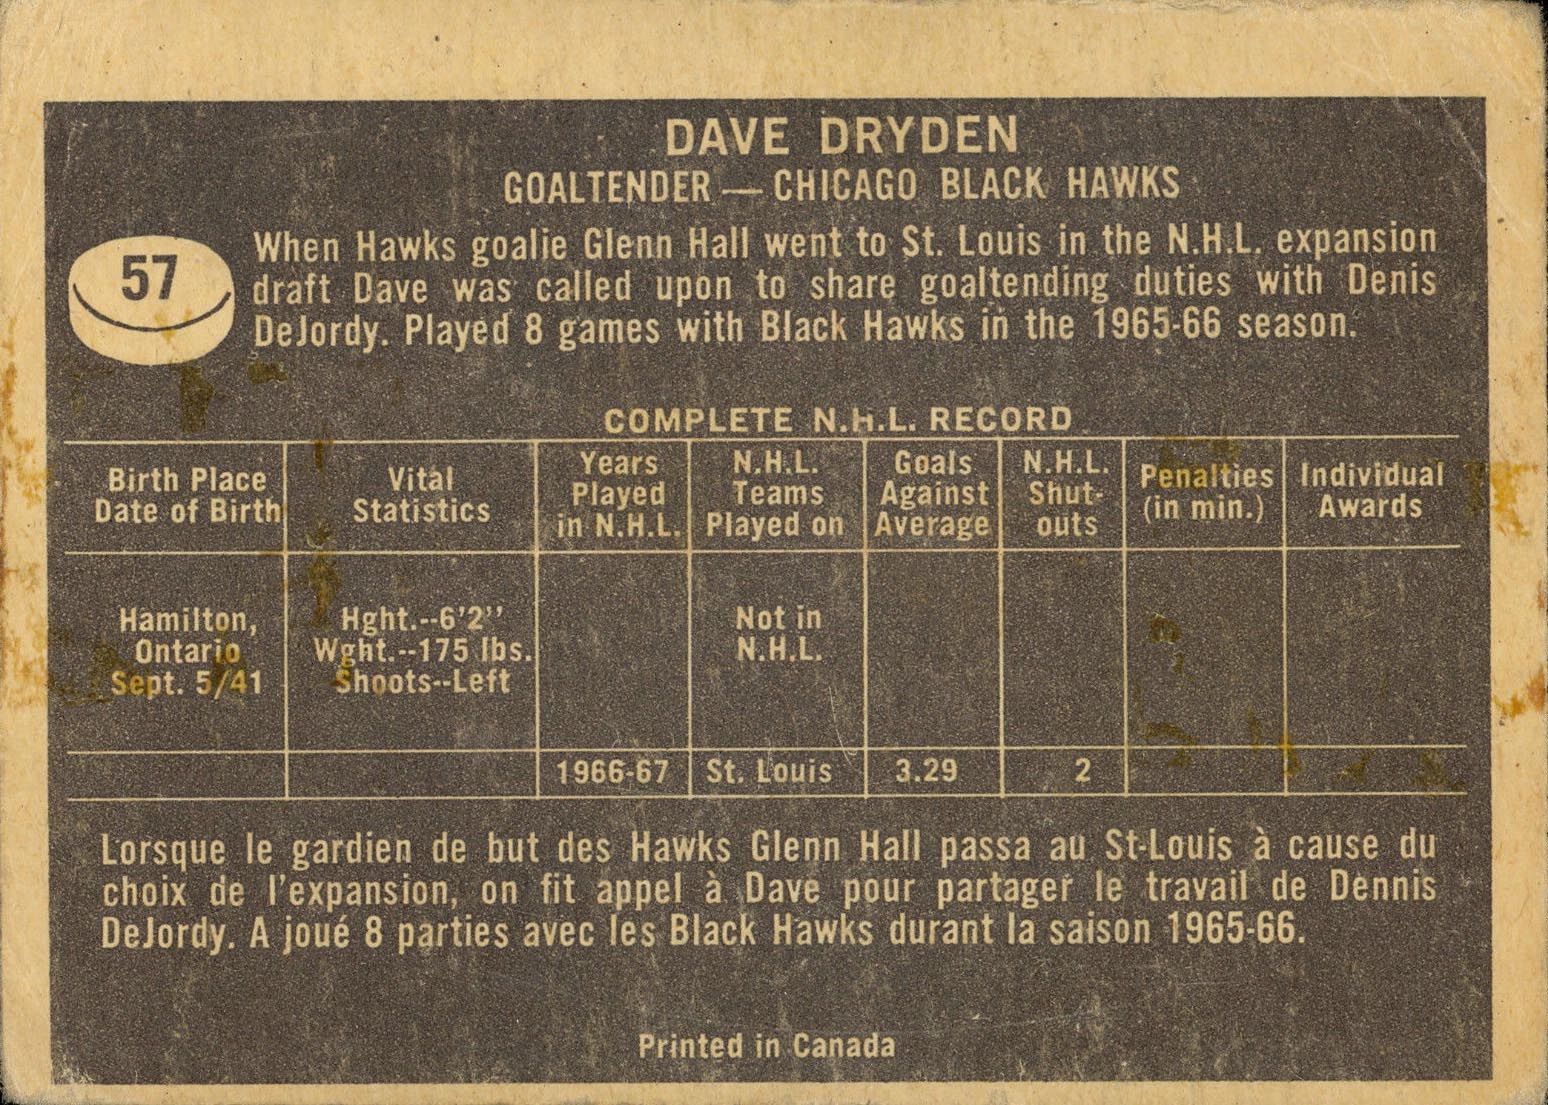 DAVE DRYDEN
GOALTENDER — CHICAGO BLACK HAWKS
57
When Hawks goalie Glenn Hall went to St. Louis in the N.H.L. expansion
draft Dave was called upon to share goaltending duties with Denis
DeJordy. Played 8 games with Black Hawks in the 1965-66 season.
COMPLETE N.H.L. RECORD
Birth Place
Date of Birth
Vital
Statistics
Years
Played
in N.H.L.
N.H.L.
Teams
Played on
Goals
Against
Average
N.H.L.
Shut-
outs
Penalties
(in min.)
Individual
Awards
Hamilton,
Ontario
Sept. 5/41
Hght.--6'2''
Wght.--175 lbs.
Shoots--Left
Not in
N.H.L.
1966-67 St. Louis 3.29 2
Lorsque le gardien de but des Hawks Glenn Hall passa au St-Louis à cause du
choix de l'expansion, on fit appel à Dave pour partager le travail de Dennis
DeJordy. A joué 8 parties avec les Black Hawks durant la saison 1965-66.
Printed in Canada